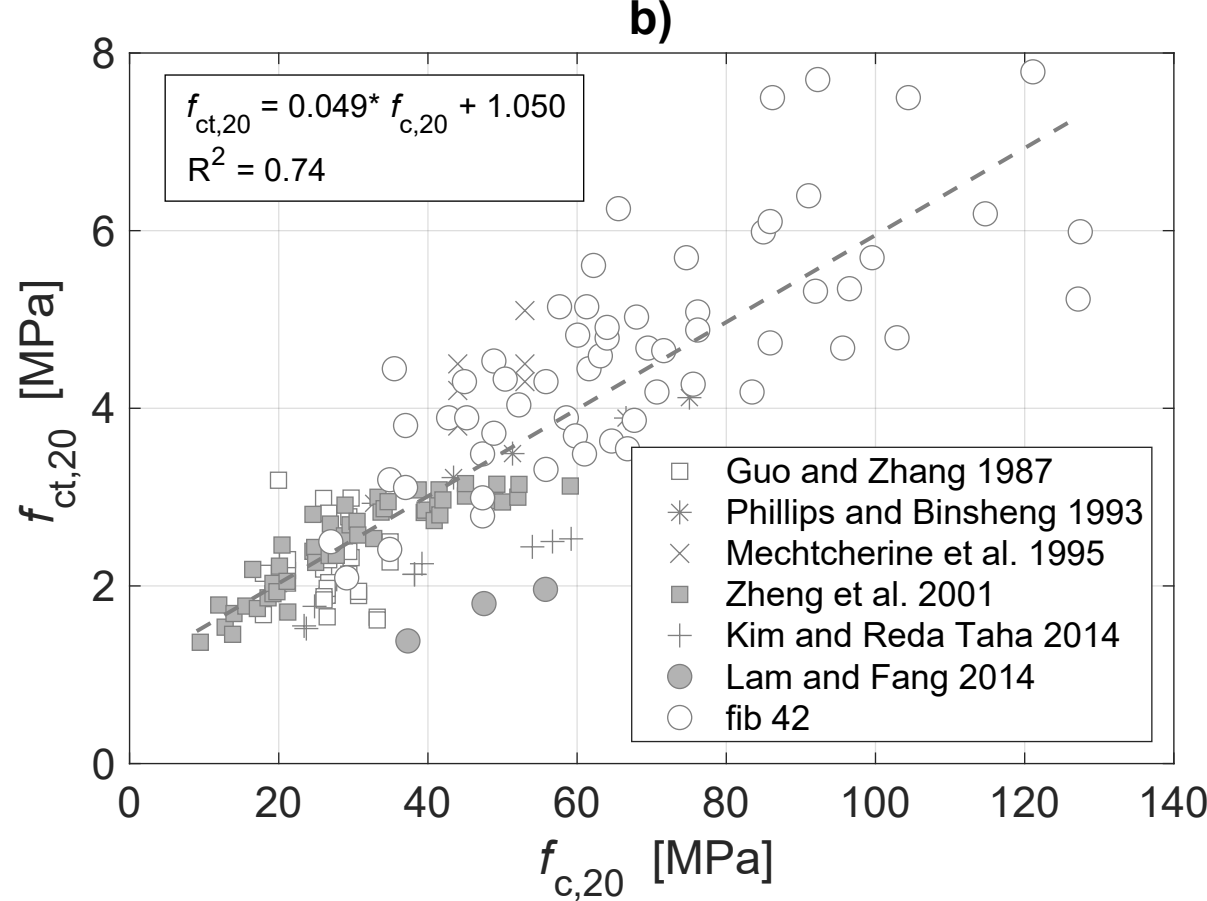 b)
f_ct,20 = 0.049* f_c,20 + 1.050
R² = 0.74
8
6
4
2
0
f_ct,20 [MPa]
Guo and Zhang 1987
Phillips and Binsheng 1993
Mechtcherine et al. 1995
Zheng et al. 2001
Kim and Reda Taha 2014
Lam and Fang 2014
fib 42
0 20 40 60 80 100 120 140
f_c,20 [MPa]